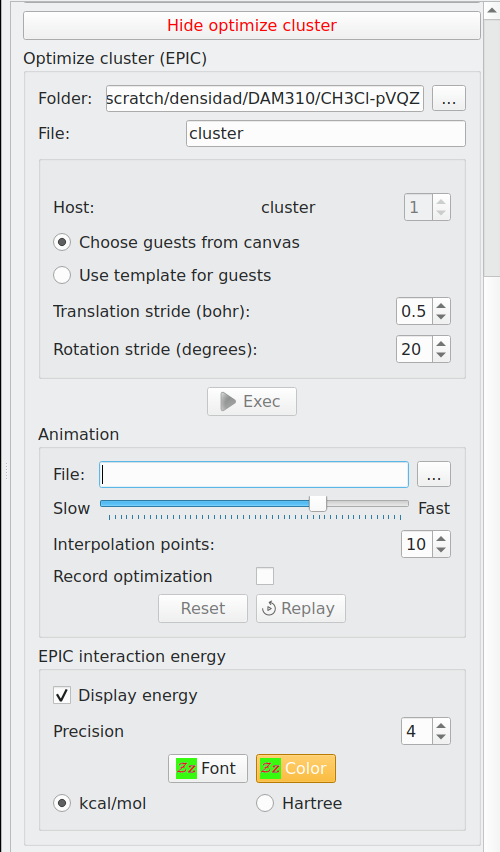 Hide optimize cluster
Optimize cluster (EPIC)
Folder: scratch/densidad/DAM310/CH3Cl-pVQZ ...
File: cluster
Host: cluster 1
Choose guests from canvas
Use template for guests
Translation stride (bohr): 0.5
Rotation stride (degrees): 20
Exec
Animation
File: ...
Slow Fast
Interpolation points: 10
Record optimization
Reset Replay
EPIC interaction energy
Display energy
Precision 4
Zz Font Zz Color
kcal/mol Hartree